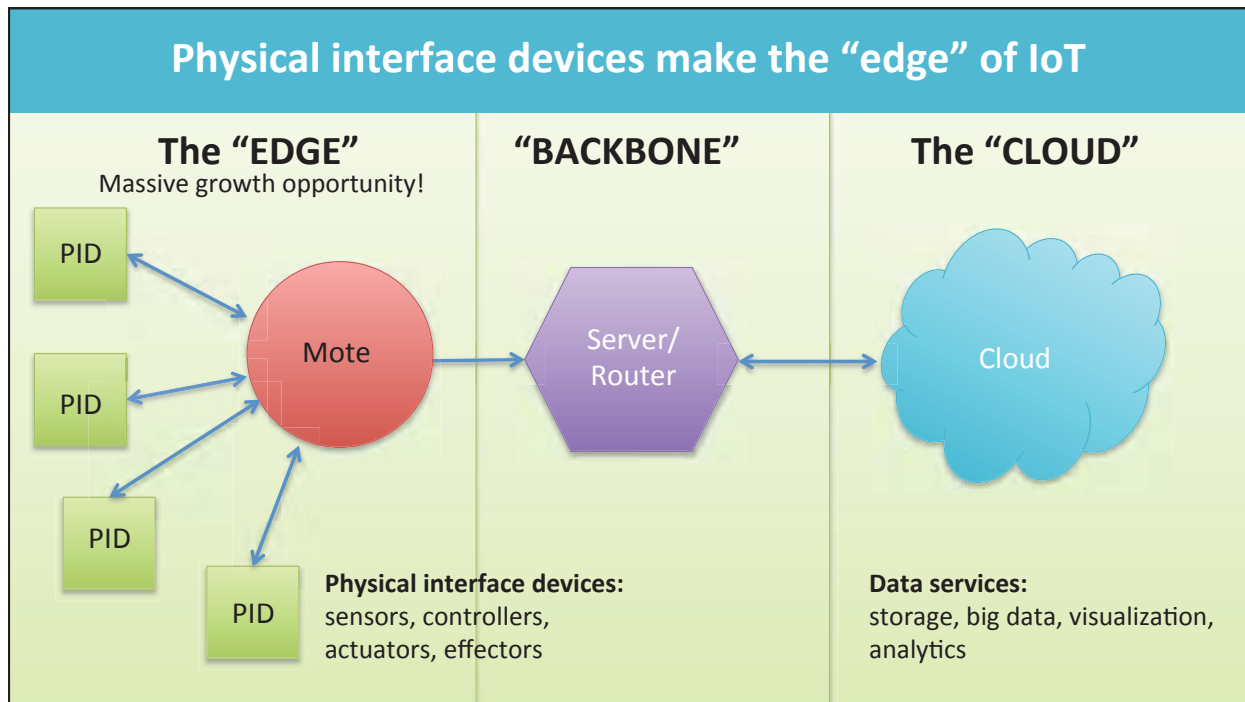 Physical interface devices make the “edge” of IoT
The “EDGE”
Massive growth opportunity!
“BACKBONE”
The “CLOUD”
PID
PID
PID
PID
Mote
Server/
Router
Cloud
Physical interface devices:
sensors, controllers,
actuators, effectors
Data services:
storage, big data, visualization,
analytics